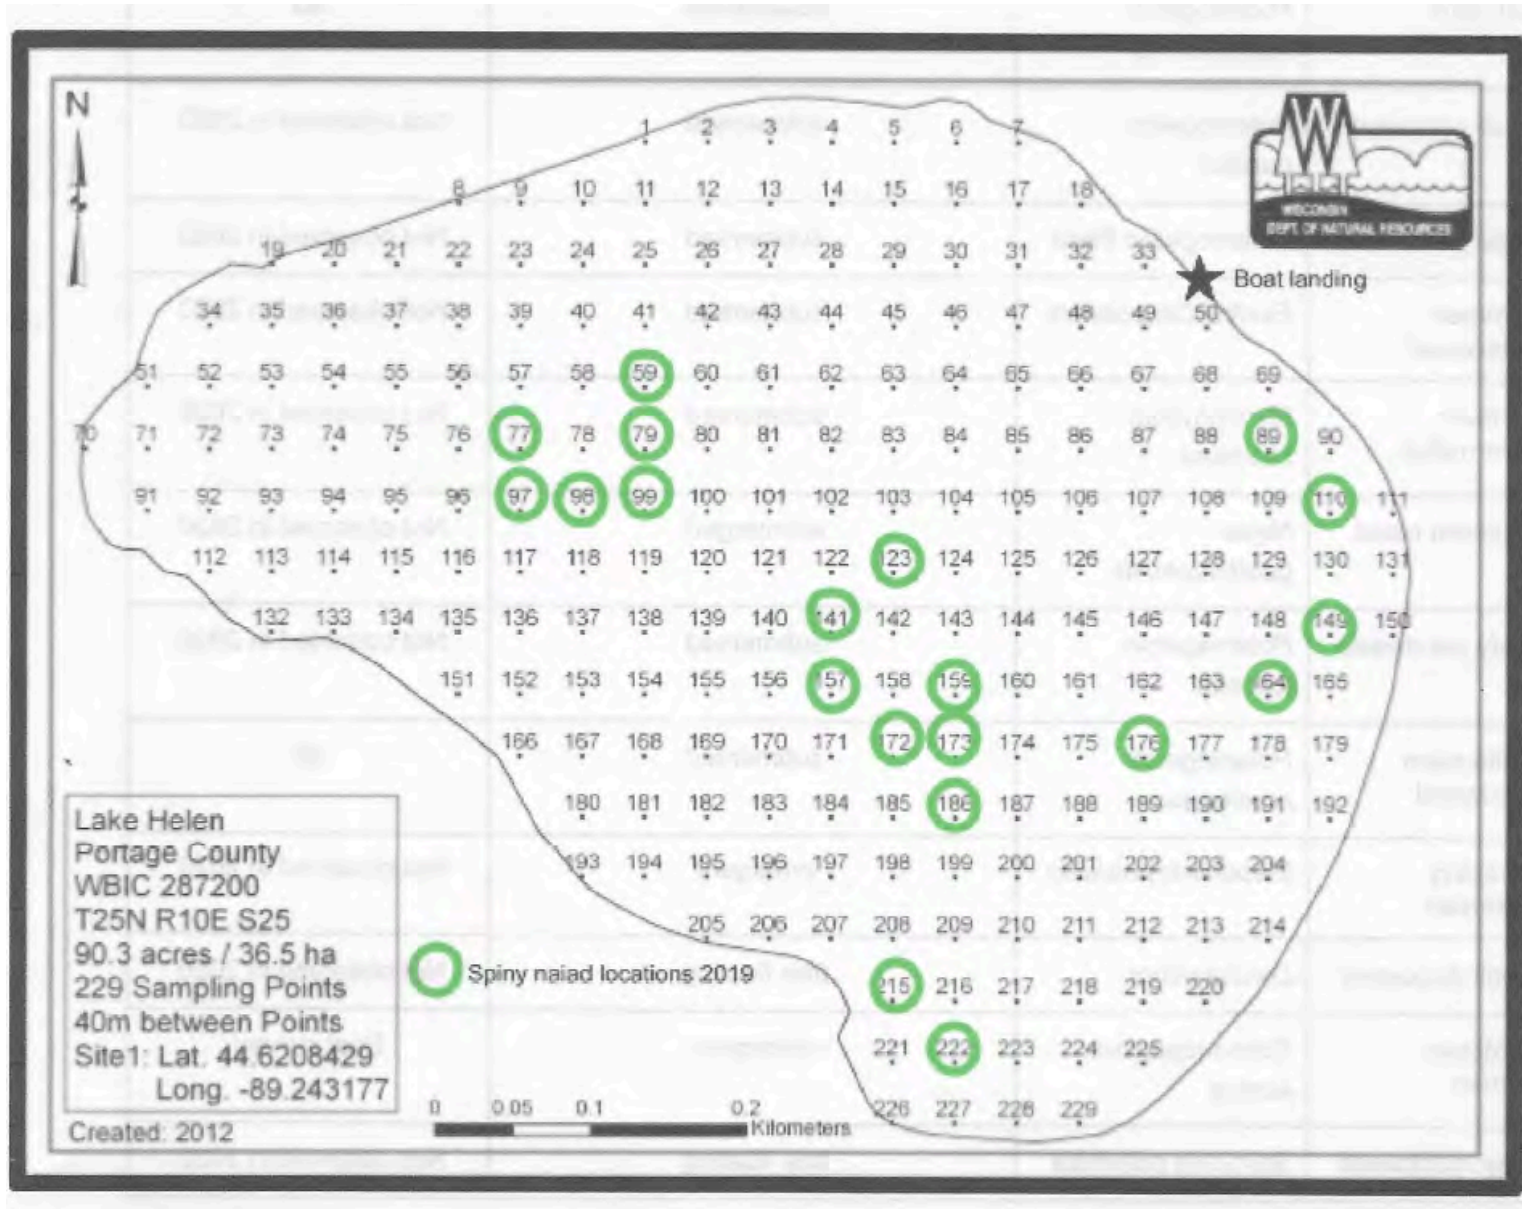 N
1 2 3 4 5 6 7
8 9 10 11 12 13 14 15 16 17 18
19 20 21 22 23 24 25 26 27 28 29 30 31 32 33
Boat landing
WISCONSIN
DEPT. OF NATURAL RESOURCES
34 35 36 37 38 39 40 41 42 43 44 45 46 47 48 49 50
51 52 53 54 55 56 57 58 59 60 61 62 63 64 65 66 67 68 69
70 71 72 73 74 75 76 77 78 79 80 81 82 83 84 85 86 87 88 89 90
91 92 93 94 95 96 97 98 99 100 101 102 103 104 105 106 107 108 109 110 111
112 113 114 115 116 117 118 119 120 121 122 123 124 125 126 127 128 129 130 131
132 133 134 135 136 137 138 139 140 141 142 143 144 145 146 147 148 149 150
151 152 153 154 155 156 157 158 159 160 161 162 163 164 165
166 167 168 169 170 171 172 173 174 175 176 177 178 179
180 181 182 183 184 185 186 187 188 189 190 191 192
193 194 195 196 197 198 199 200 201 202 203 204
205 206 207 208 209 210 211 212 213 214
215 216 217 218 219 220
221 222 223 224 225
226 227 228 229
Lake Helen
Portage County
WBIC 287200
T25N R10E S25
90.3 acres / 36.5 ha
229 Sampling Points
40m between Points
Site1: Lat. 44.6208429
Long. -89.243177
Created: 2012
Spiny naiad locations 2019
0 0.05 0.1 0.2
Kilometers